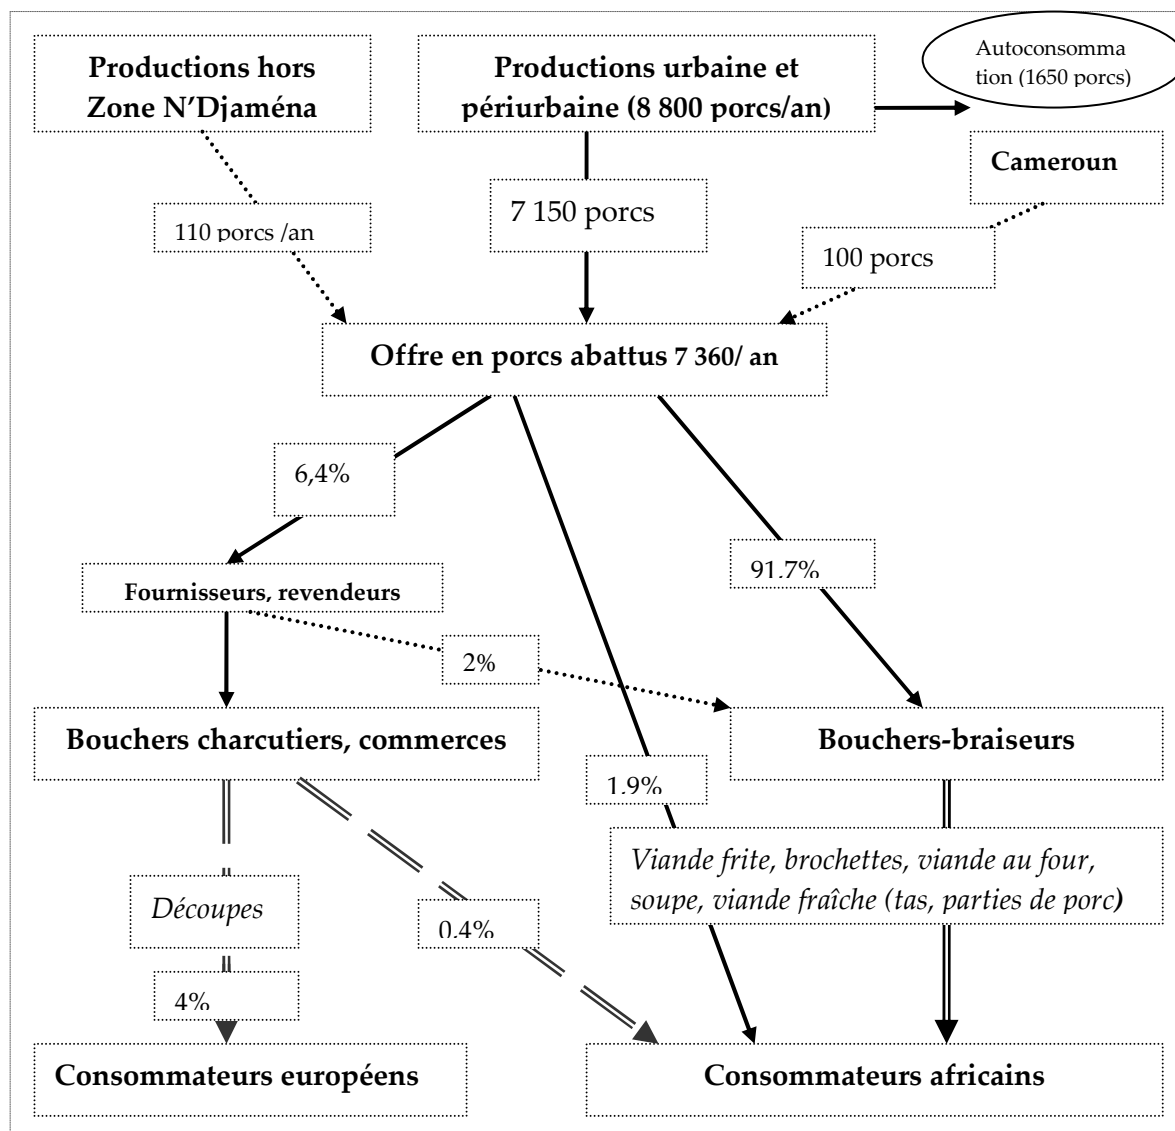 Productions hors
Zone N'Djaména
Productions urbaine et
périurbaine (8 800 porcs/an)
Autoconsomma
tion (1650 porcs)
Cameroun
110 porcs /an
7 150 porcs
100 porcs
Offre en porcs abattus 7 360/ an
6,4%
91,7%
Fournisseurs, revendeurs
2%
Bouchers charcutiers, commerces
Bouchers-braiseurs
1,9%
Viande frite, brochettes, viande au four,
soupe, viande fraîche (tas, parties de porc)
Découpes
0,4%
4%
Consommateurs européens
Consommateurs africains